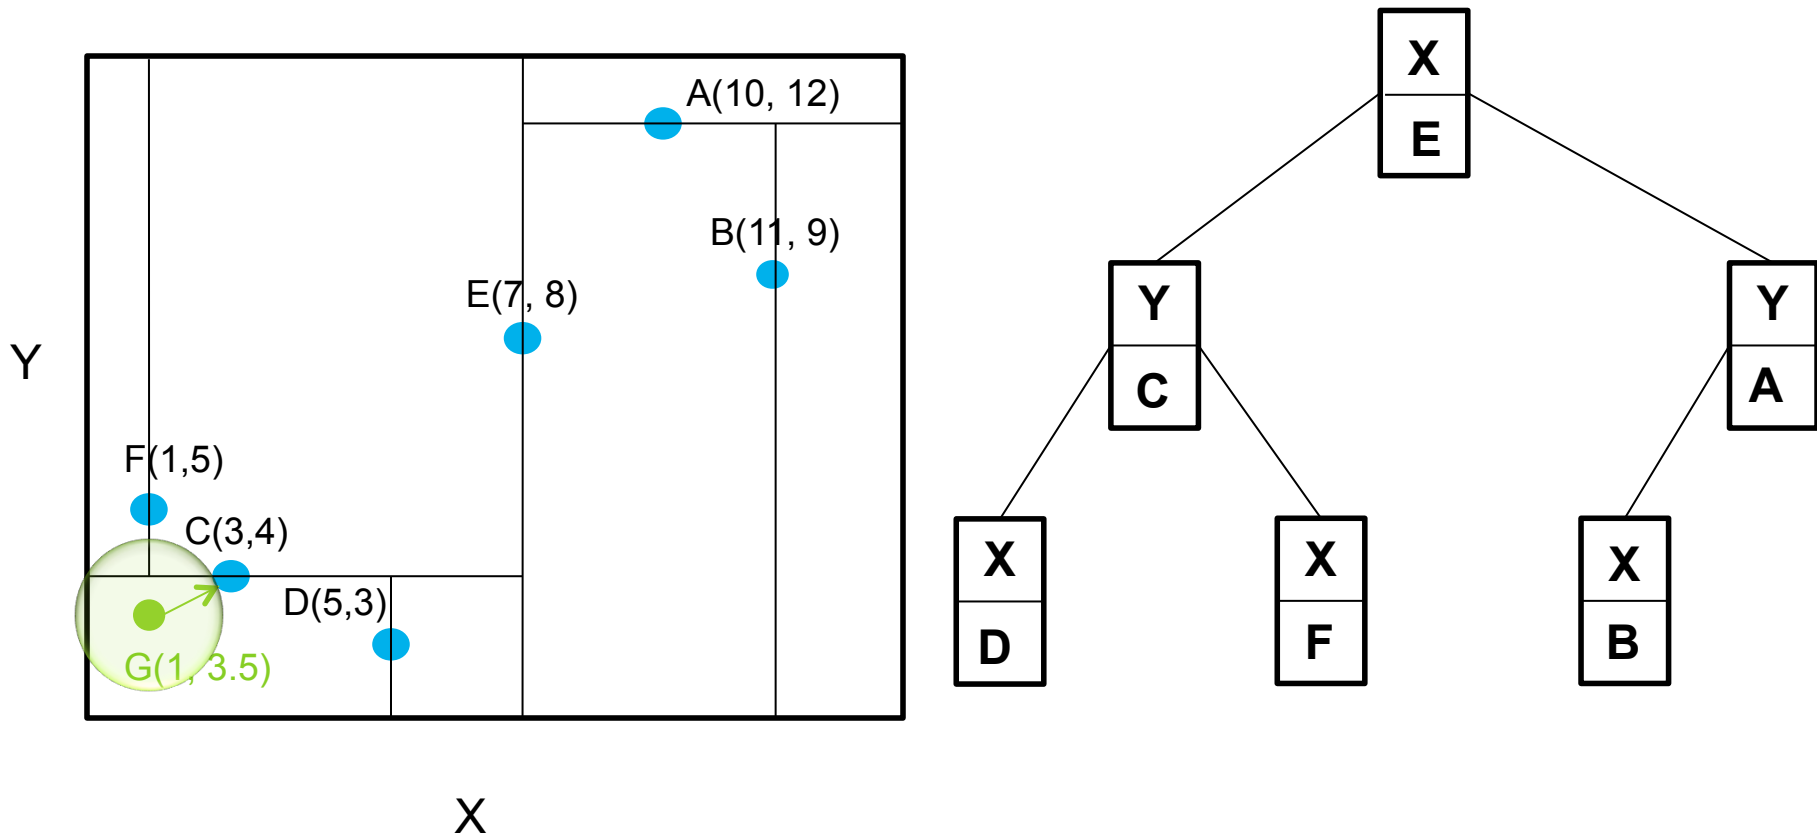 A(10, 12)
B(11, 9)
E(7, 8)
Y
F(1,5)
C(3,4)
D(5,3)
G(1, 3.5)
X
X
E
Y
C
Y
A
X
D
X
F
X
B